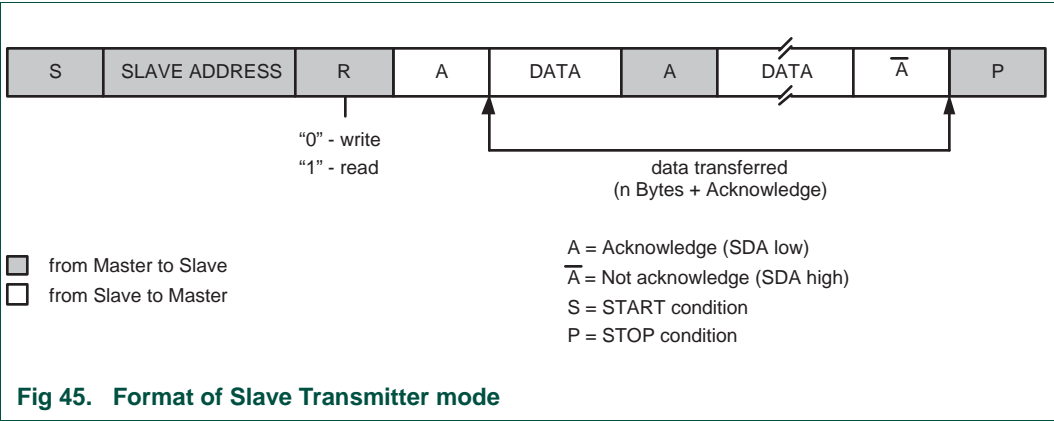 S SLAVE ADDRESS R A DATA A DATA A̅ P
“0” - write
“1” - read
data transferred
(n Bytes + Acknowledge)
from Master to Slave
from Slave to Master
A = Acknowledge (SDA low)
A̅ = Not acknowledge (SDA high)
S = START condition
P = STOP condition
Fig 45. Format of Slave Transmitter mode